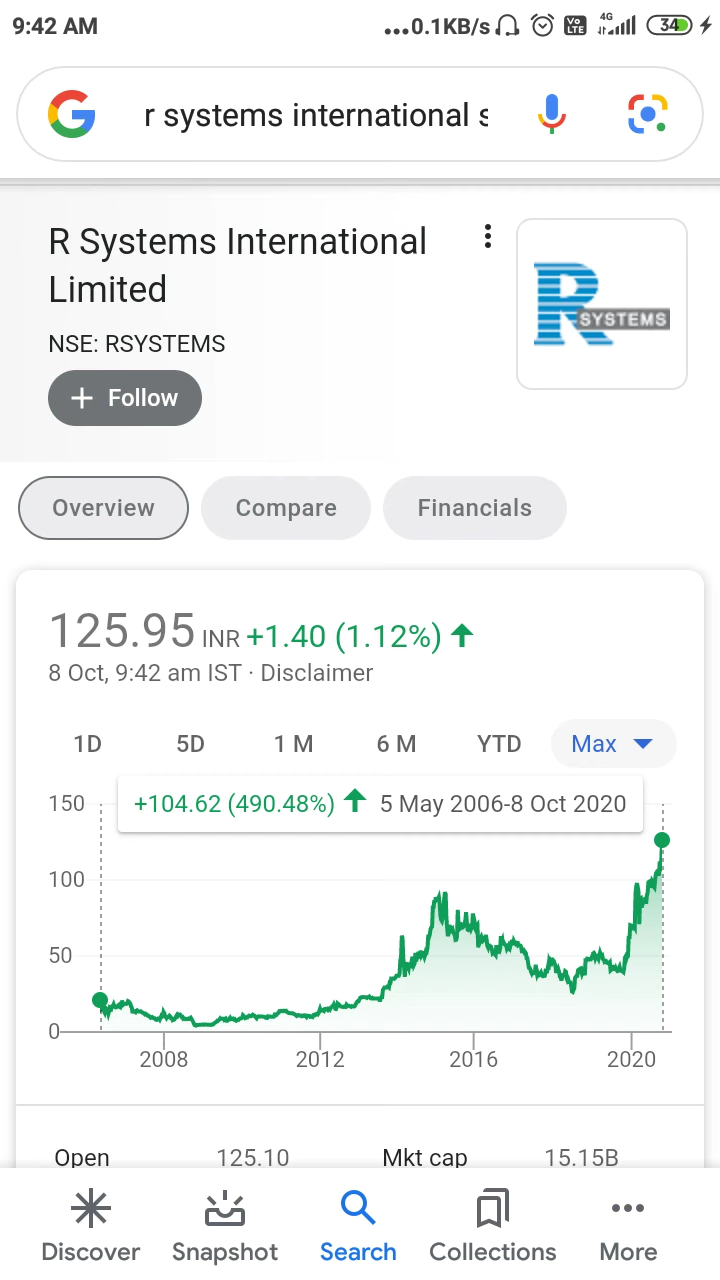 9:42 AM ...0.1KB/s Vo LTE 4G 34
r systems international s
R Systems International
Limited
NSE: RSYSTEMS
+ Follow
R SYSTEMS
Overview Compare Financials
125.95 INR +1.40 (1.12%)
8 Oct, 9:42 am IST · Disclaimer
1D 5D 1 M 6 M YTD Max
+104.62 (490.48%) 5 May 2006-8 Oct 2020
150
100
50
0
2008 2012 2016 2020
Open 125.10 Mkt cap 15.15B
Discover Snapshot Search Collections More